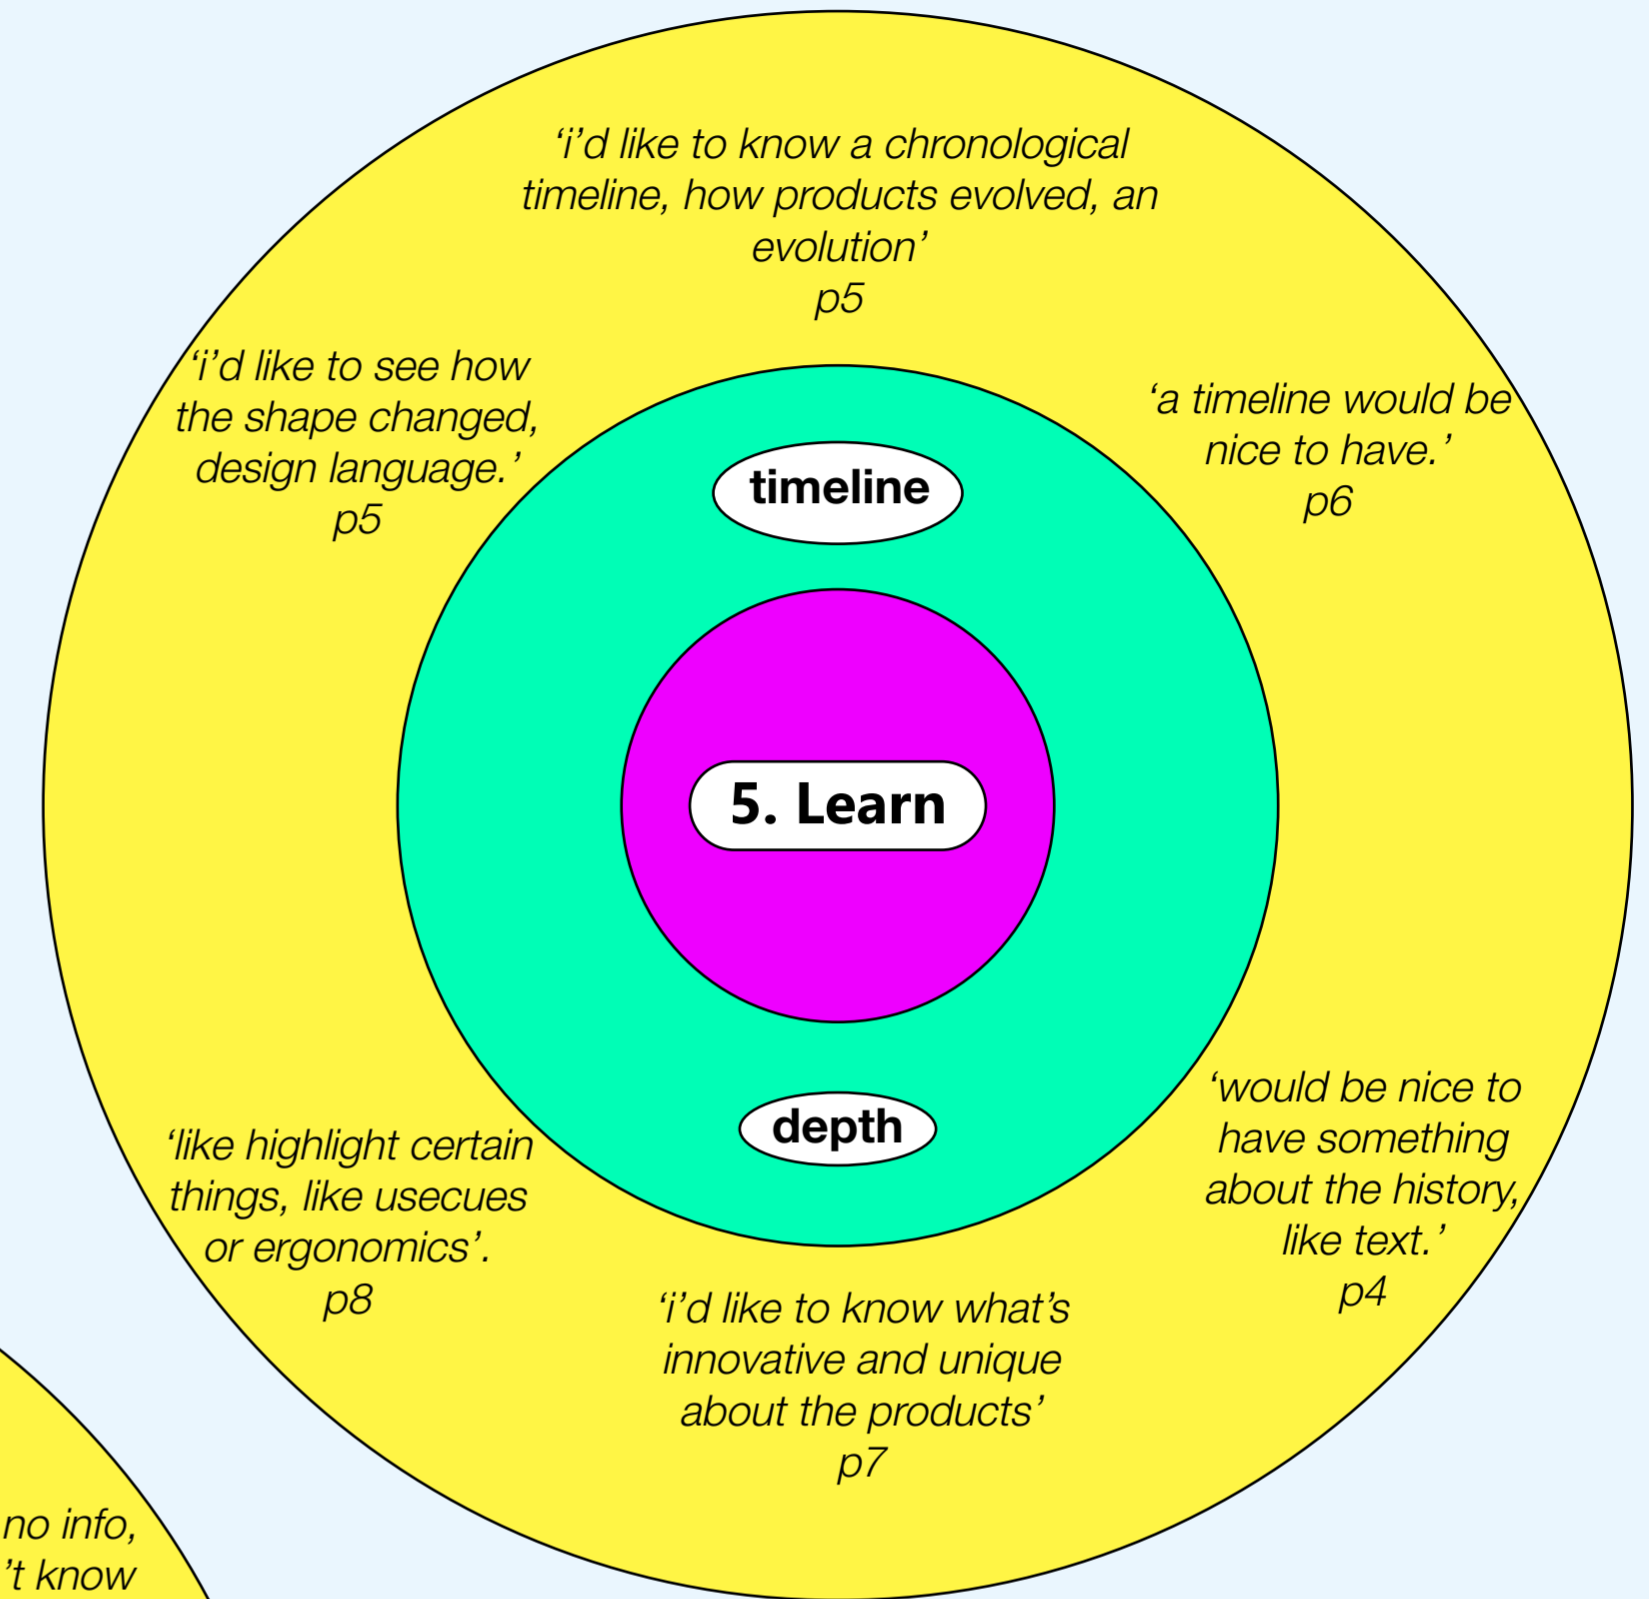 ‘i’d like to know a chronological
timeline, how products evolved, an
evolution’
p5
‘i’d like to see how
the shape changed,
design language.’
p5
‘a timeline would be
nice to have.’
p6
timeline
5. Learn
depth
‘would be nice to
have something
about the history,
like text.’
p4
‘like highlight certain
things, like usecues
or ergonomics’.
p8
‘i’d like to know what’s
innovative and unique
about the products’
p7
no info,
’t know